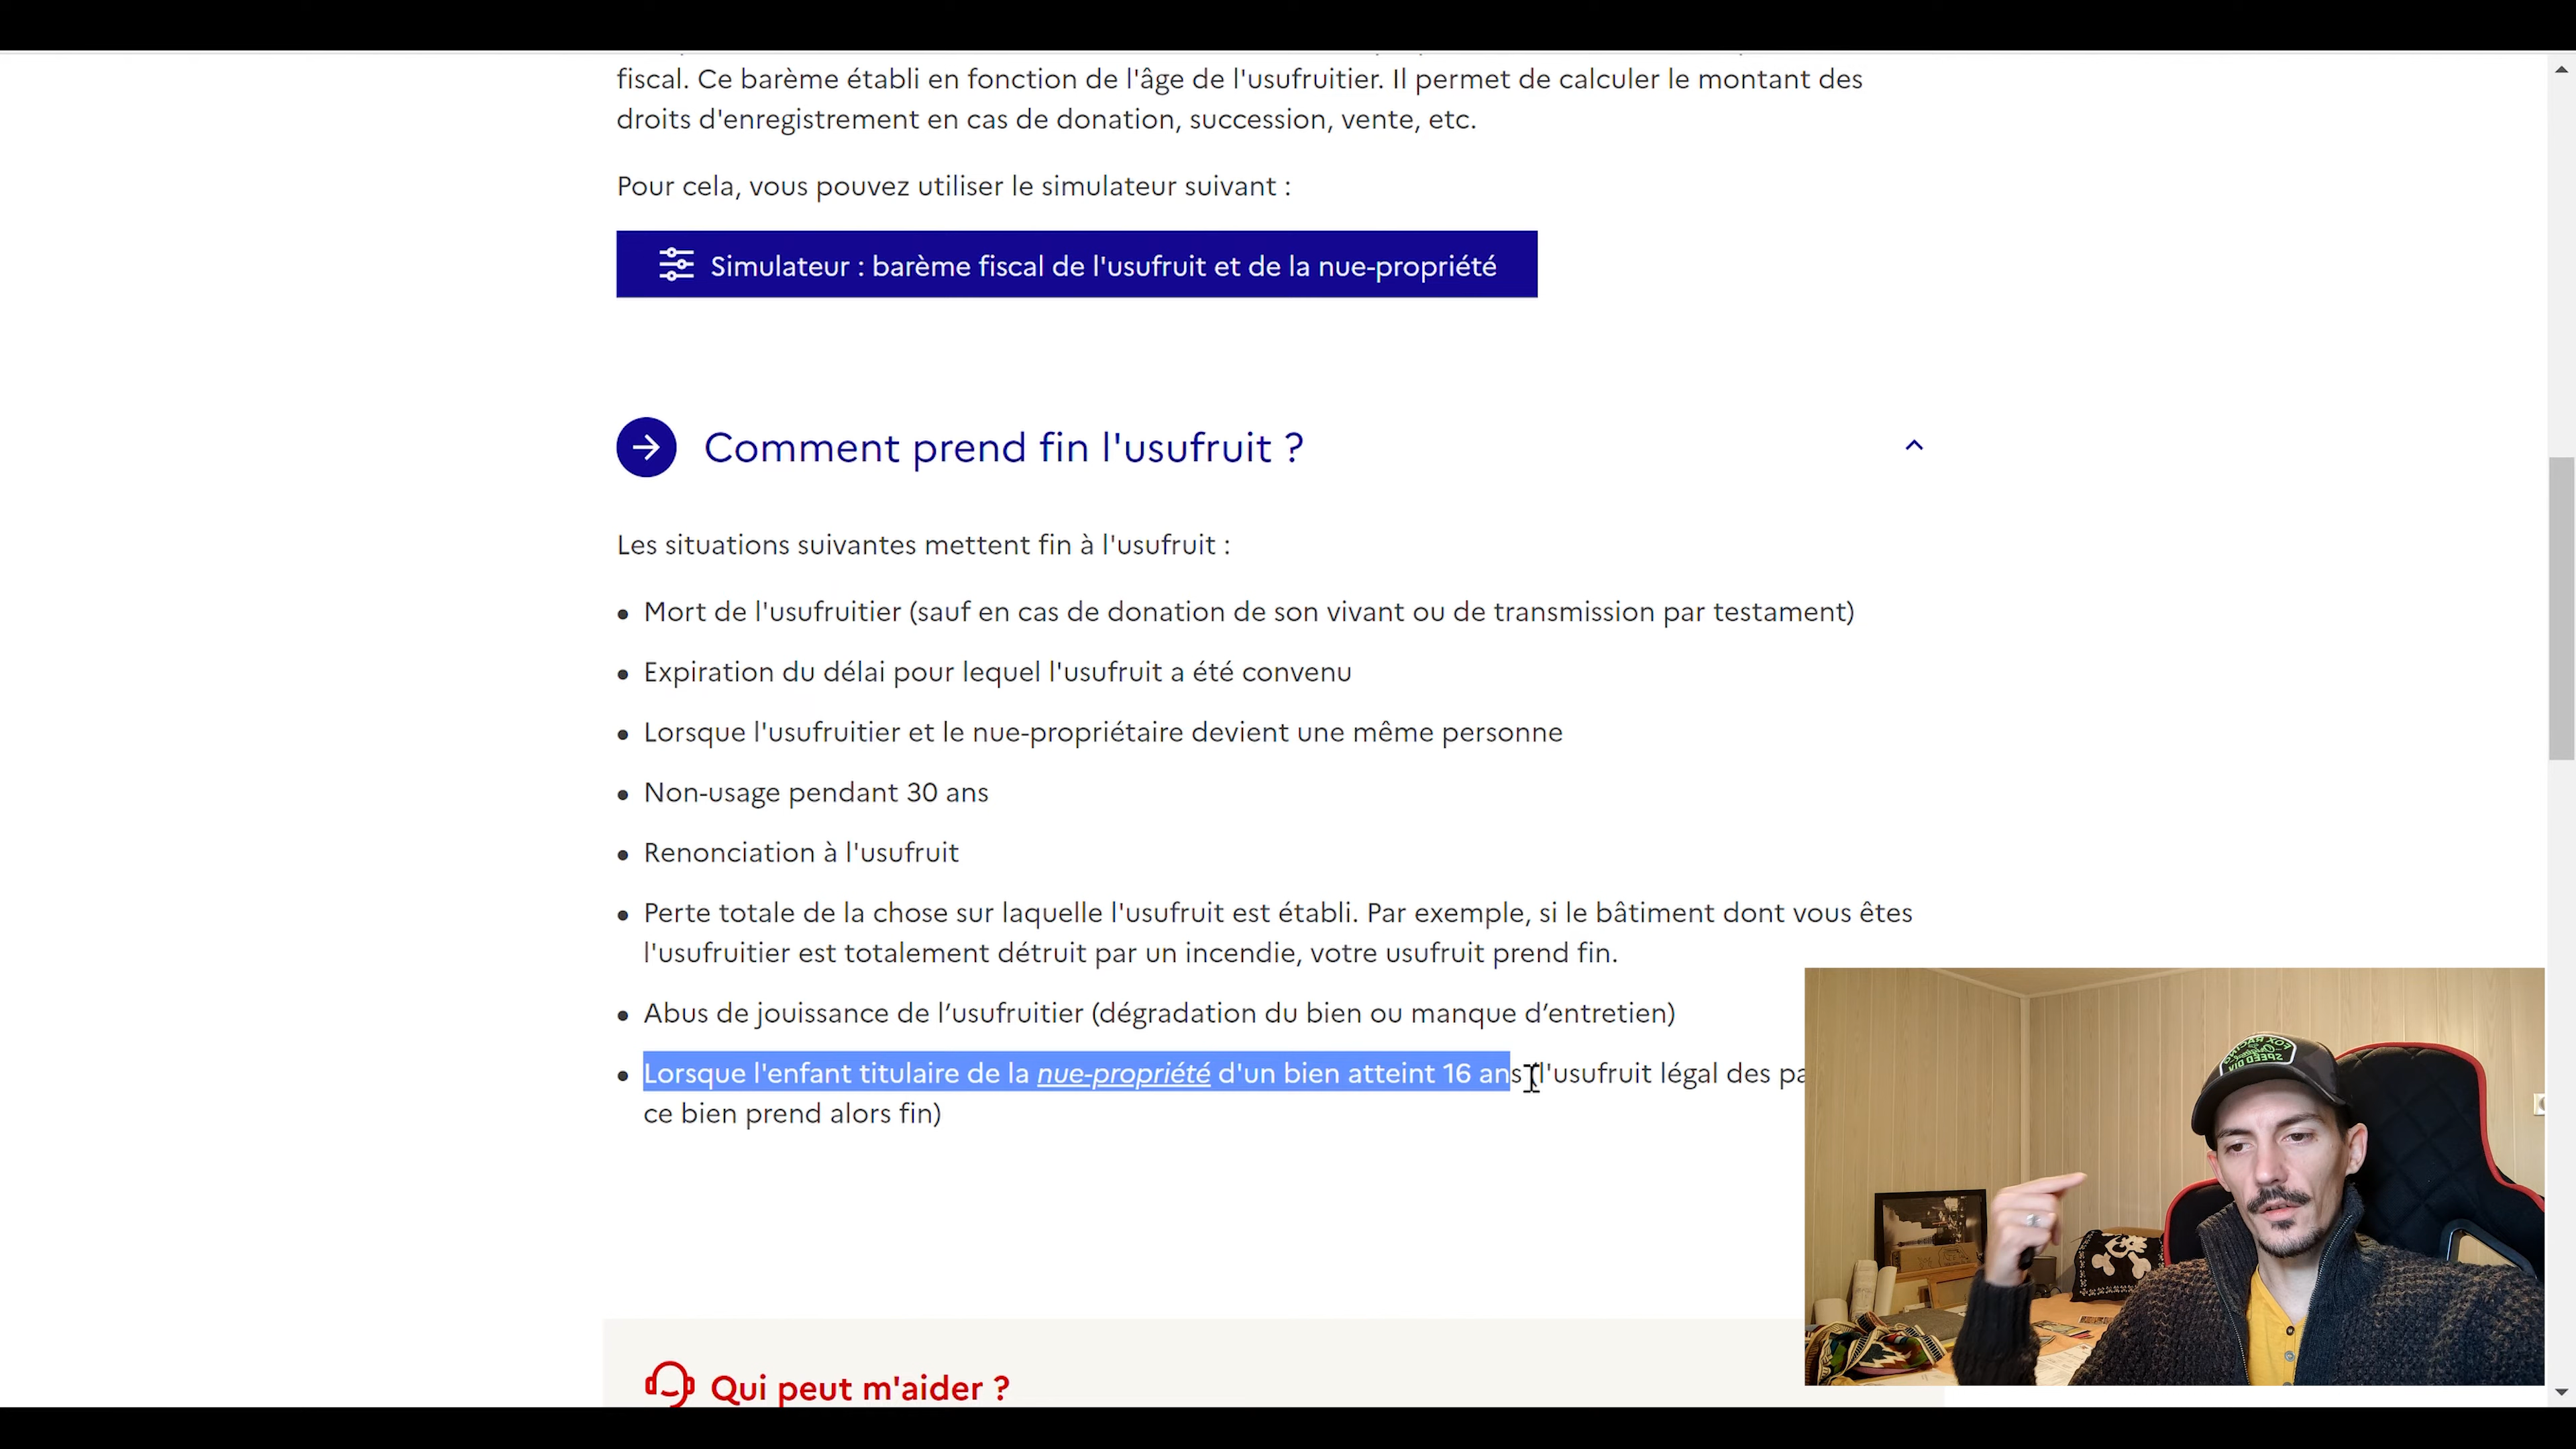 fiscal. Ce barème établi en fonction de l'âge de l'usufruitier. Il permet de calculer le montant des
droits d'enregistrement en cas de donation, succession, vente, etc.
Pour cela, vous pouvez utiliser le simulateur suivant :
Simulateur : barème fiscal de l'usufruit et de la nue-propriété
Comment prend fin l'usufruit ?
Les situations suivantes mettent fin à l'usufruit :
• Mort de l'usufruitier (sauf en cas de donation de son vivant ou de transmission par testament)
• Expiration du délai pour lequel l'usufruit a été convenu
• Lorsque l'usufruitier et le nue-propriétaire devient une même personne
• Non-usage pendant 30 ans
• Renonciation à l'usufruit
• Perte totale de la chose sur laquelle l'usufruit est établi. Par exemple, si le bâtiment dont vous êtes
l'usufruitier est totalement détruit par un incendie, votre usufruit prend fin.
• Abus de jouissance de l’usufruitier (dégradation du bien ou manque d’entretien)
• Lorsque l'enfant titulaire de la nue-propriété d'un bien atteint 16 ans (l'usufruit légal des pa
ce bien prend alors fin)
Qui peut m'aider ?
FOX RACING
SPEED DIV